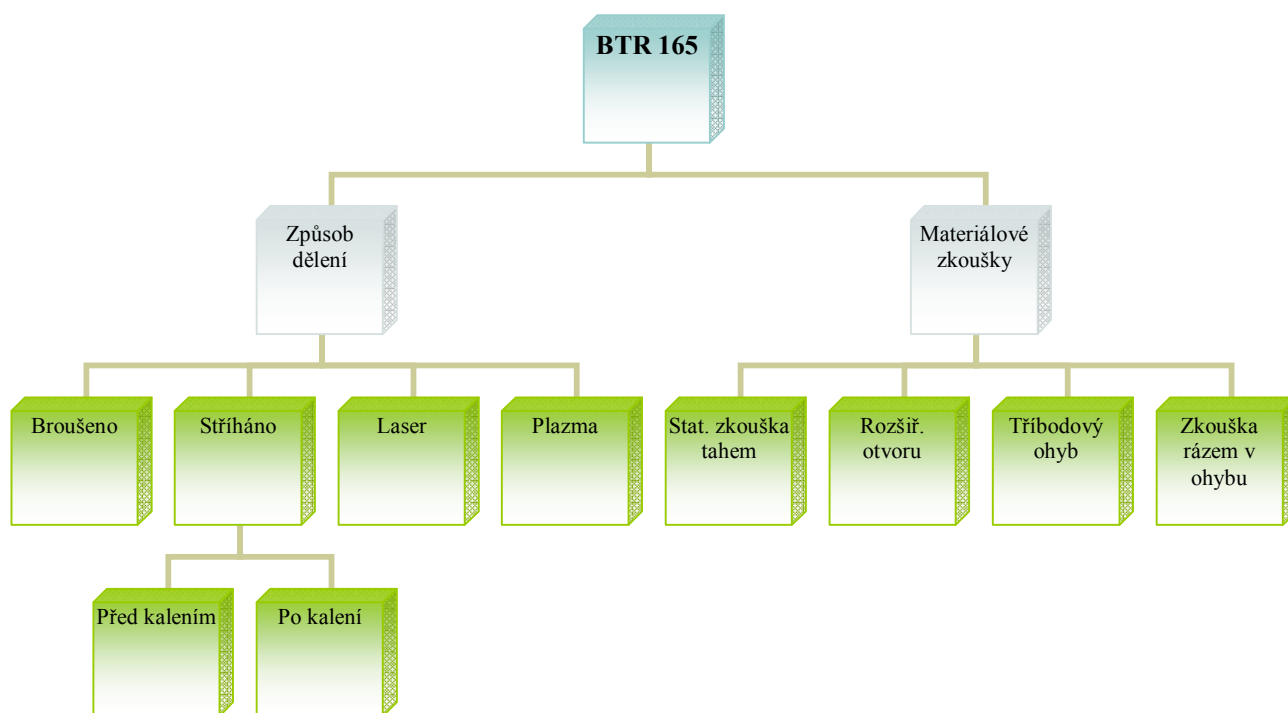 BTR 165
Způsob
dělení
Materiálové
zkoušky
Broušeno
Stříháno
Laser
Plazma
Stat. zkouška
tahem
Rozšiř.
otvoru
Tříbodový
ohyb
Zkouška
rázem v
ohybu
Před kalením
Po kalení